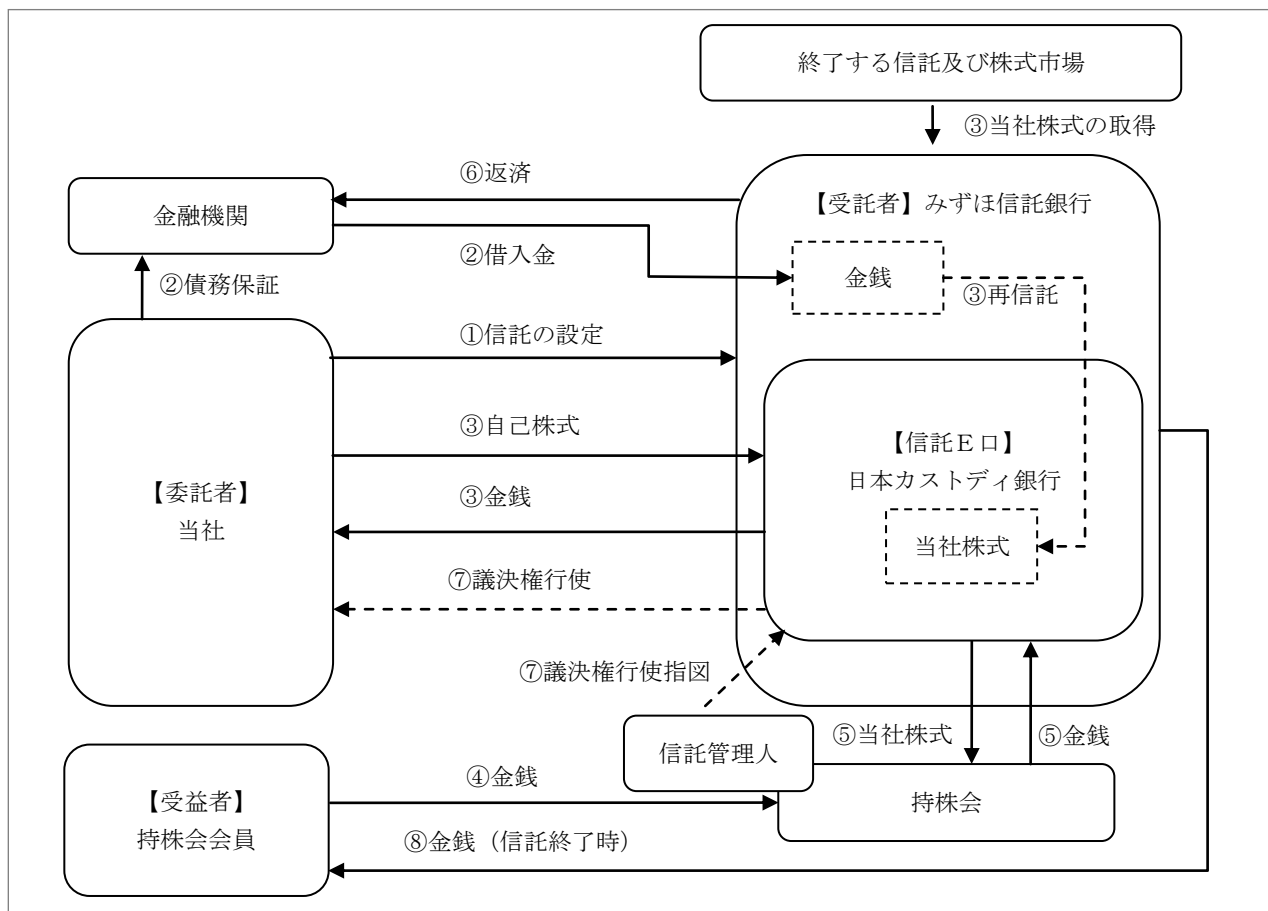 終了する信託及び株式市場
③当社株式の取得
⑥返済
【受託者】みずほ信託銀行
金融機関
②借入金
金銭
③再信託
②債務保証
①信託の設定
③自己株式
【信託E口】
日本カストディ銀行
【委託者】
当社
③金銭
当社株式
⑦議決権行使
⑦議決権行使指図
⑤当社株式
⑤金銭
信託管理人
④金銭
持株会
【受益者】
持株会会員
⑧金銭（信託終了時）